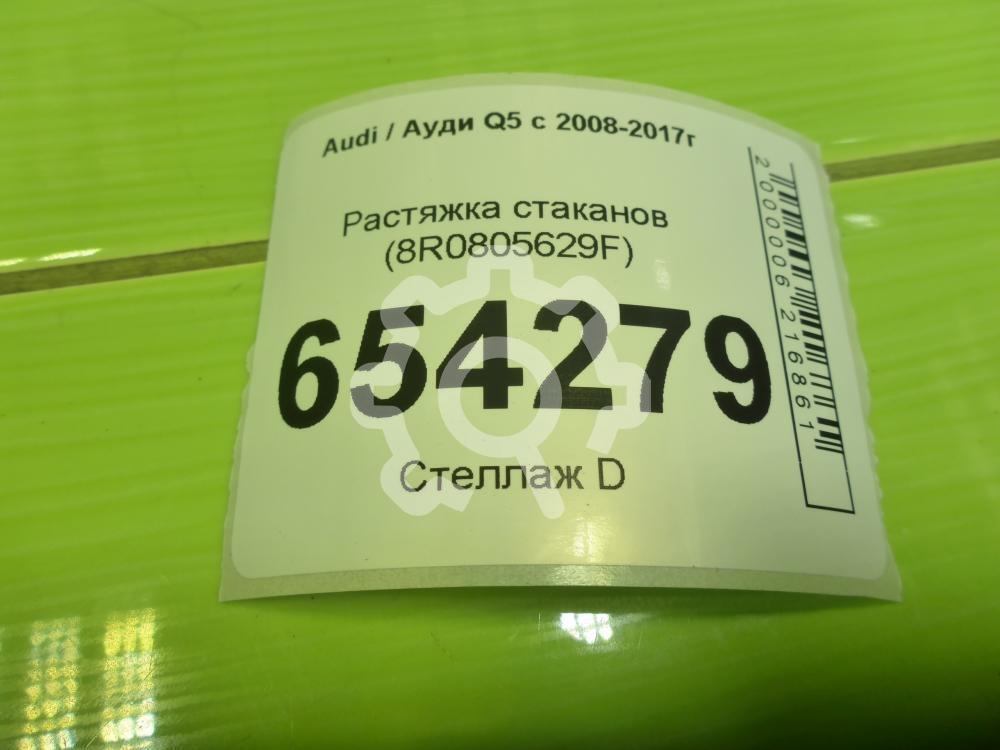 Audi / Ауди Q5 с 2008-2017г
Растяжка стаканов
(8R0805629F)
654279
Стеллаж D
2000006216861